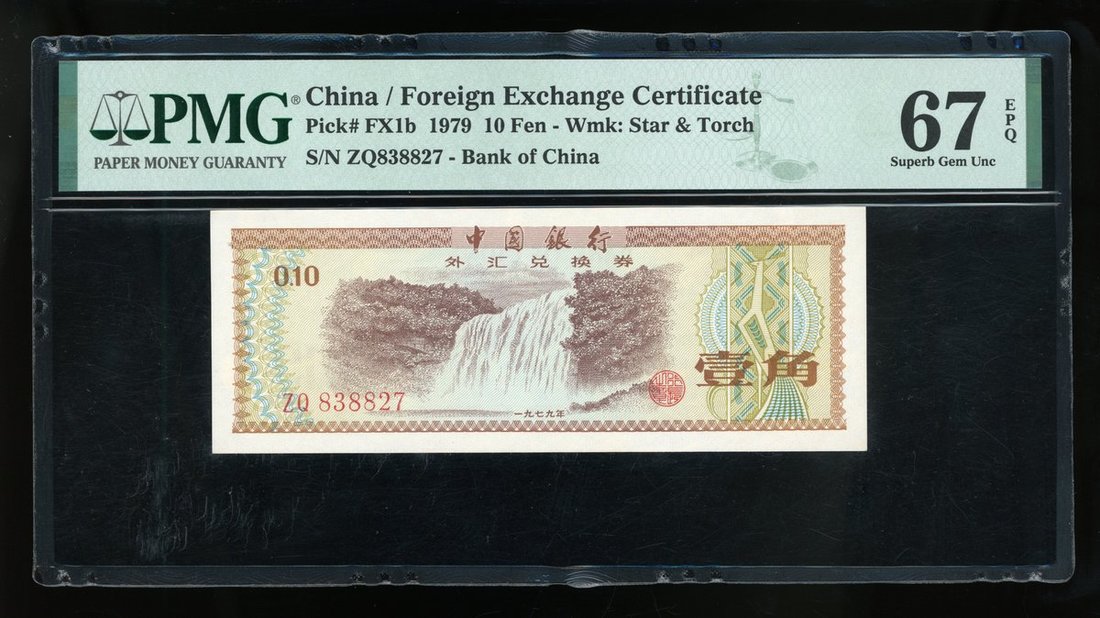 PMG®
PAPER MONEY GUARANTY
China / Foreign Exchange Certificate
Pick# FX1b 1979 10 Fen - Wmk: Star & Torch
S/N ZQ838827 - Bank of China
67
EPQ
Superb Gem Unc
中國銀行
外汇兑换券
0.10
壹角
ZQ 838827
一九七九年